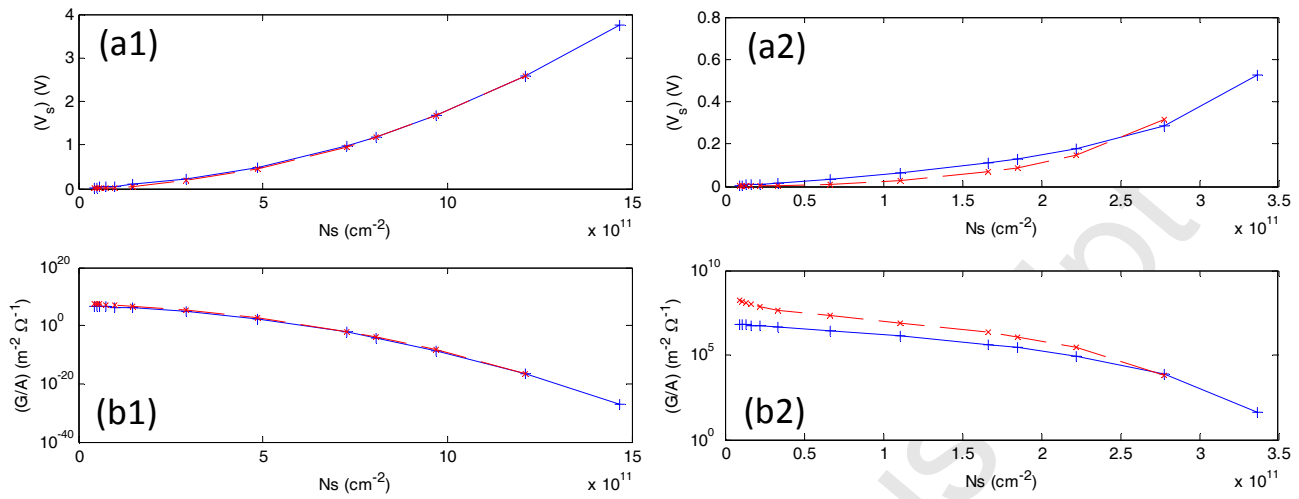 (a1)
(V_s) (V)
4
3
2
1
0
0
5
10
15
Ns (cm^-2)
x 10^11
(a2)
(V_s) (V)
0.8
0.6
0.4
0.2
0
0
0.5
1
1.5
2
2.5
3
3.5
Ns (cm^-2)
x 10^11
(b1)
(G/A) (m^-2 Ω^-1)
10^20
10^0
10^-20
10^-40
0
5
10
15
Ns (cm^-2)
x 10^11
(b2)
(G/A) (m^-2 Ω^-1)
10^10
10^5
10^0
0
0.5
1
1.5
2
2.5
3
3.5
Ns (cm^-2)
x 10^11